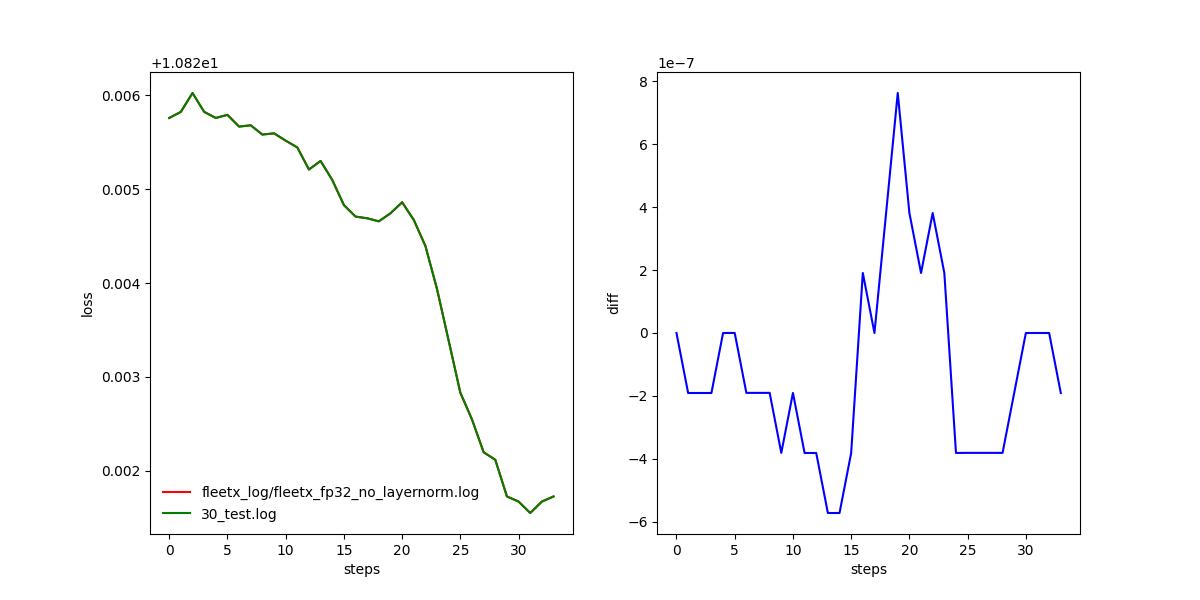 +1.082e1
0.006
0.005
0.004
0.003
0.002
loss
fleetx_log/fleetx_fp32_no_layernorm.log
30_test.log
0 5 10 15 20 25 30
steps
1e−7
8
6
4
2
0
−2
−4
−6
diff
0 5 10 15 20 25 30
steps